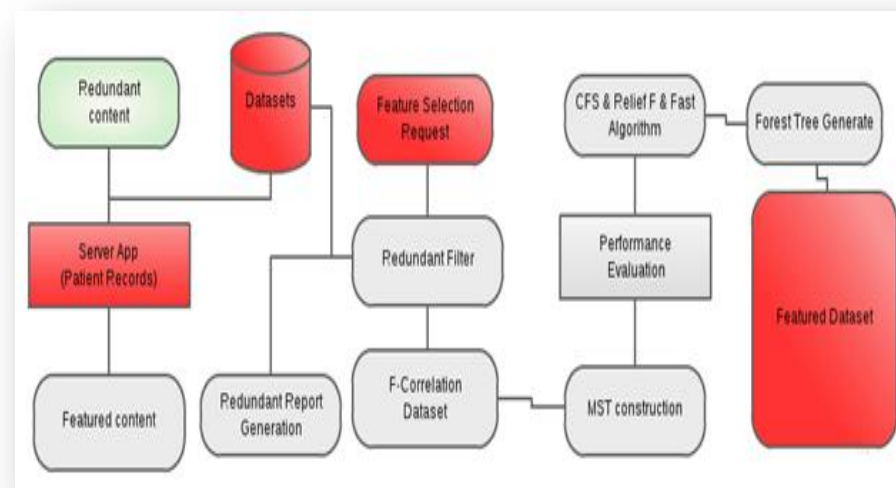 Redundant
content
Datasets
Feature Selection
Request
CFS & Relief F & Fast
Algorithm
Forest Tree Generate
Server App
(Patient Records)
Redundant Filter
Performance
Evaluation
Featured Dataset
Featured content
Redundant Report
Generation
F-Correlation
Dataset
MST construction